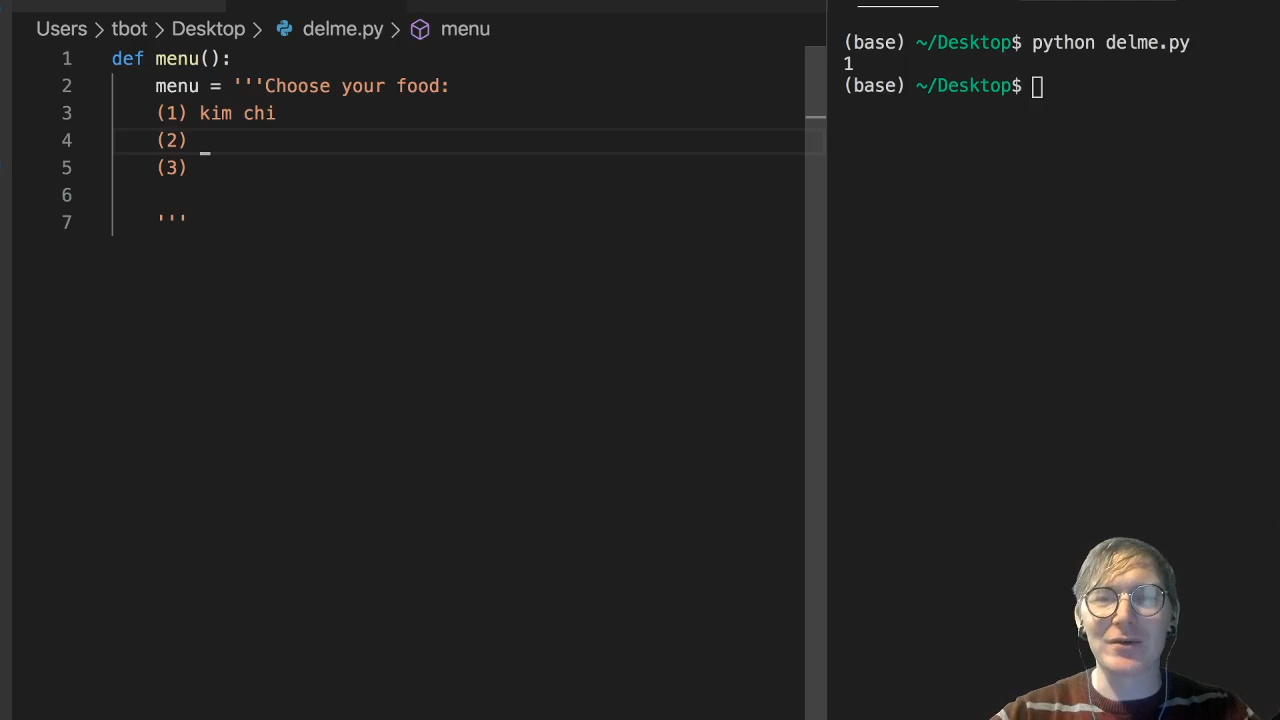 Users > tbot > Desktop > delme.py > menu
1 def menu():
2 menu = '''Choose your food:
3 (1) kim chi
4 (2) _
5 (3)
6
7 '''
(base) ~/Desktop$ python delme.py
1
(base) ~/Desktop$